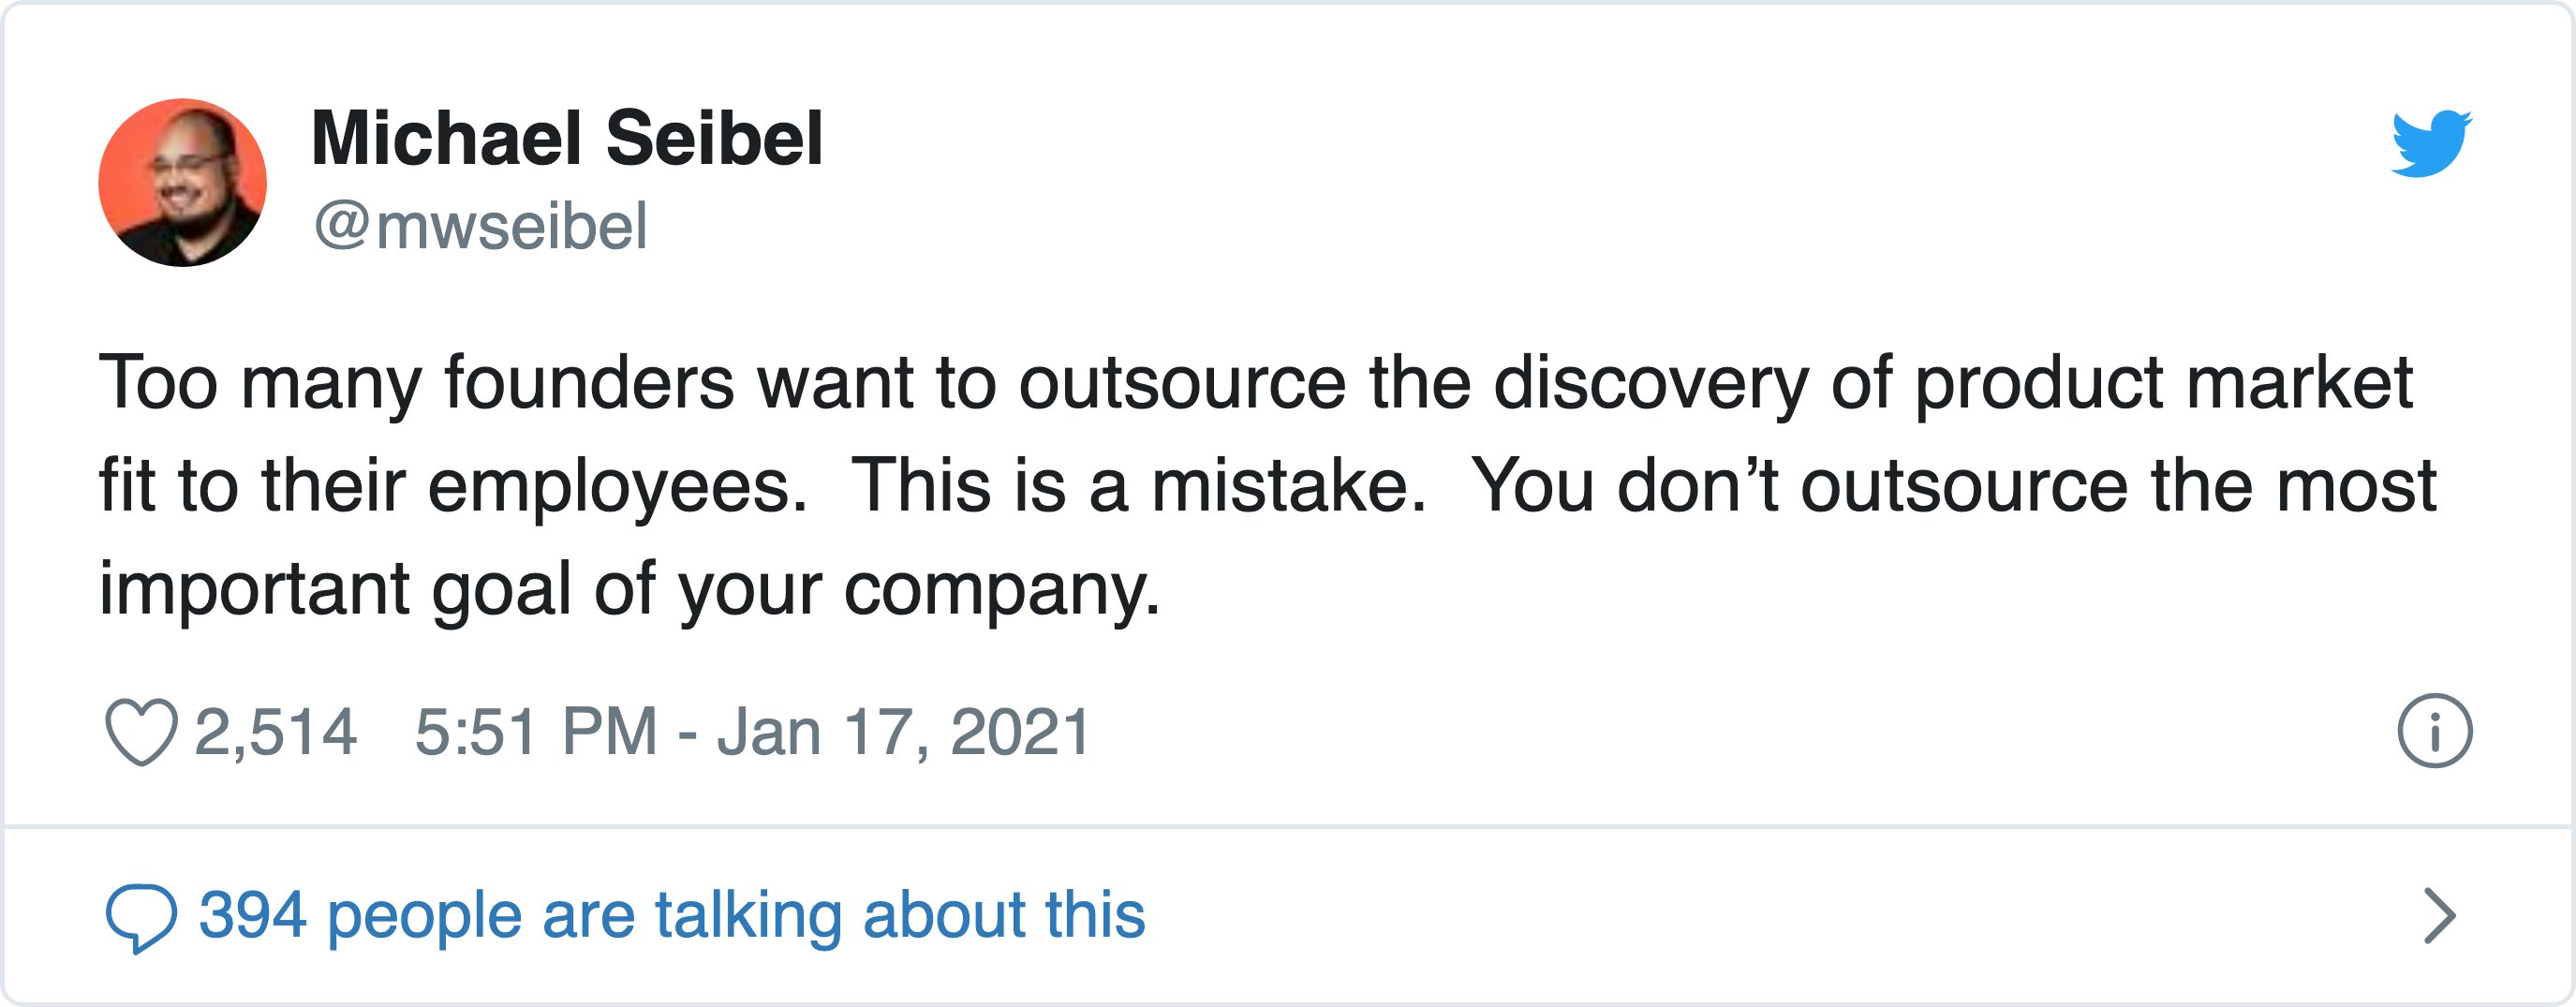 Michael Seibel
@mwseibel
Too many founders want to outsource the discovery of product market
fit to their employees.  This is a mistake.  You don’t outsource the most
important goal of your company.
2,514   5:51 PM - Jan 17, 2021
394 people are talking about this